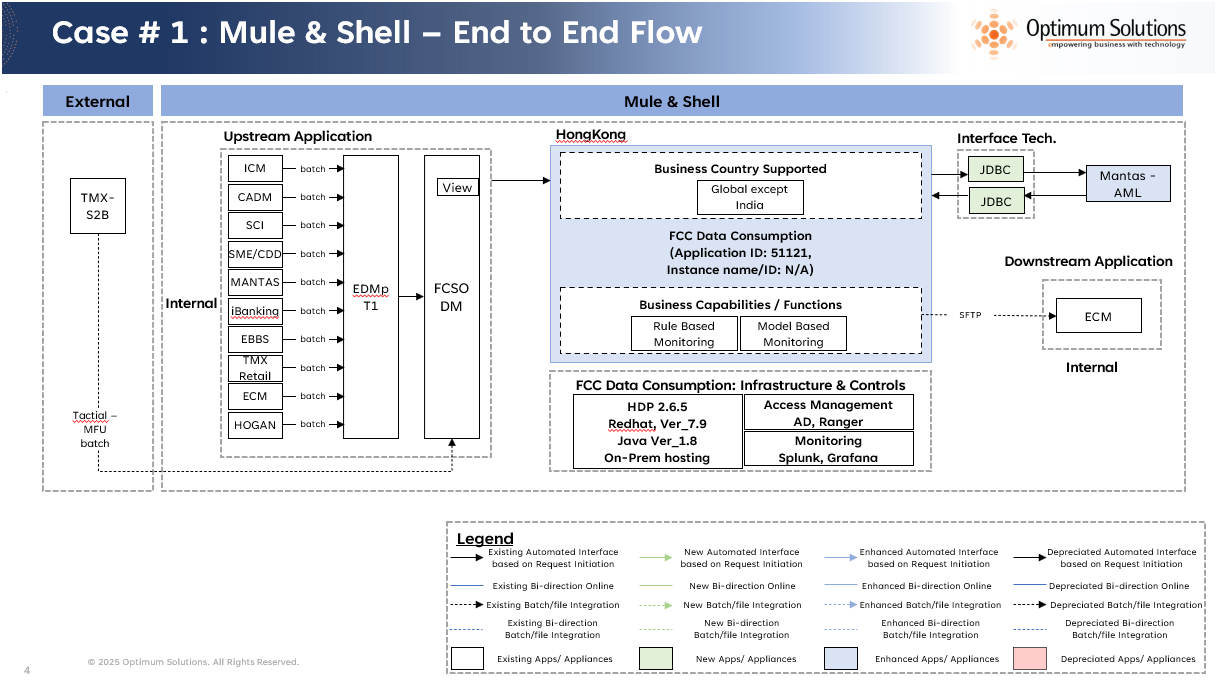 Case # 1 : Mule & Shell – End to End Flow
Optimum Solutions
empowering business with technology
External
Mule & Shell
Upstream Application
HongKong
Interface Tech.
TMX-
S2B
Tactial –
MFU
batch
Internal
ICM
batch
CADM
batch
SCI
batch
SME/CDD
batch
MANTAS
batch
iBanking
batch
EBBS
batch
TMX
Retail
batch
ECM
batch
HOGAN
batch
EDMp
T1
View
FCSO
DM
Business Country Supported
Global except
India
FCC Data Consumption
(Application ID: 51121,
Instance name/ID: N/A)
Business Capabilities / Functions
Rule Based
Monitoring
Model Based
Monitoring
JDBC
JDBC
Mantas -
AML
Downstream Application
SFTP
ECM
Internal
FCC Data Consumption: Infrastructure & Controls
HDP 2.6.5
Redhat, Ver_7.9
Java Ver_1.8
On-Prem hosting
Access Management
AD, Ranger
Monitoring
Splunk, Grafana
Legend
Existing Automated Interface
based on Request Initiation
New Automated Interface
based on Request Initiation
Enhanced Automated Interface
based on Request Initiation
Depreciated Automated Interface
based on Request Initiation
Existing Bi-direction Online
New Bi-direction Online
Enhanced Bi-direction Online
Depreciated Bi-direction Online
Existing Batch/file Integration
New Batch/file Integration
Enhanced Batch/file Integration
Depreciated Batch/file Integration
Existing Bi-direction
Batch/file Integration
New Bi-direction
Batch/file Integration
Enhanced Bi-direction
Batch/file Integration
Depreciated Bi-direction
Batch/file Integration
Existing Apps/ Appliances
New Apps/ Appliances
Enhanced Apps/ Appliances
Depreciated Apps/ Appliances
© 2025 Optimum Solutions. All Rights Reserved.
4